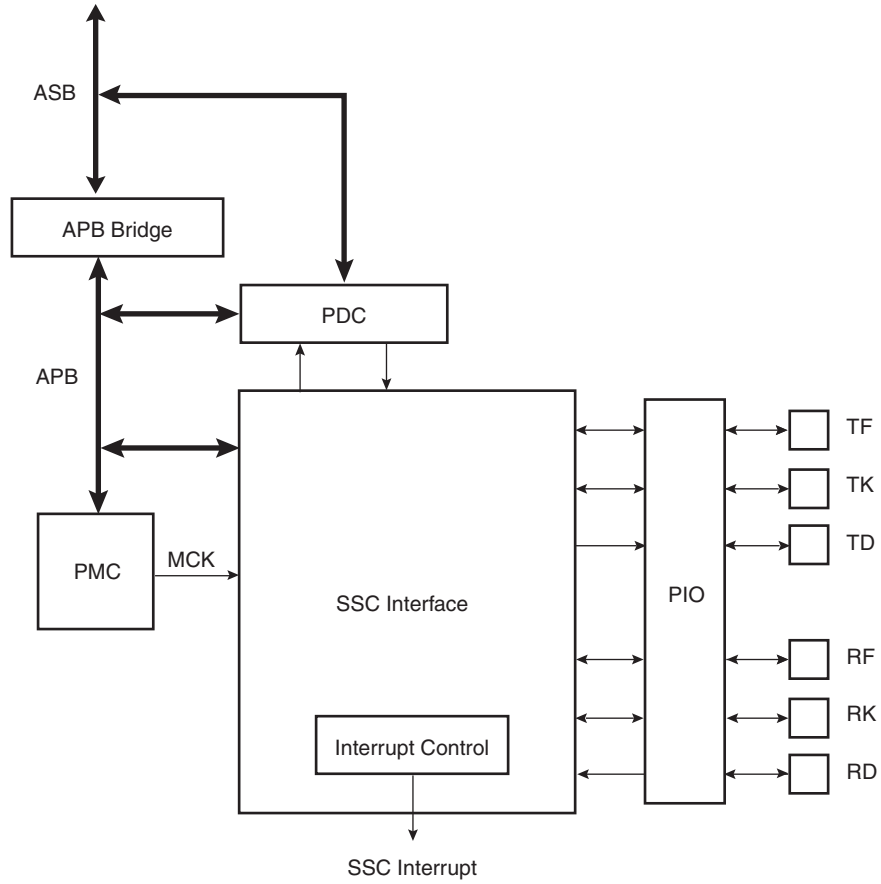 ASB
APB Bridge
PDC
APB
TF
TK
TD
PMC
MCK
SSC Interface
PIO
RF
RK
RD
Interrupt Control
SSC Interrupt